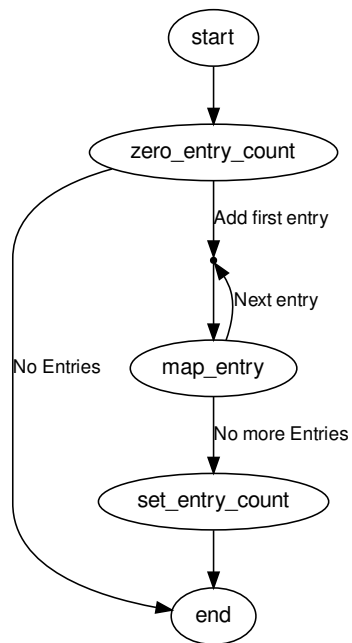 start
zero_entry_count
Add first entry
Next entry
No Entries
map_entry
No more Entries
set_entry_count
end